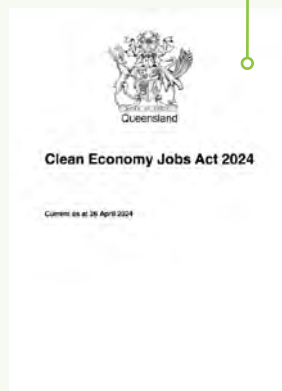 Queensland
Clean Economy Jobs Act 2024
Current as at 26 April 2024